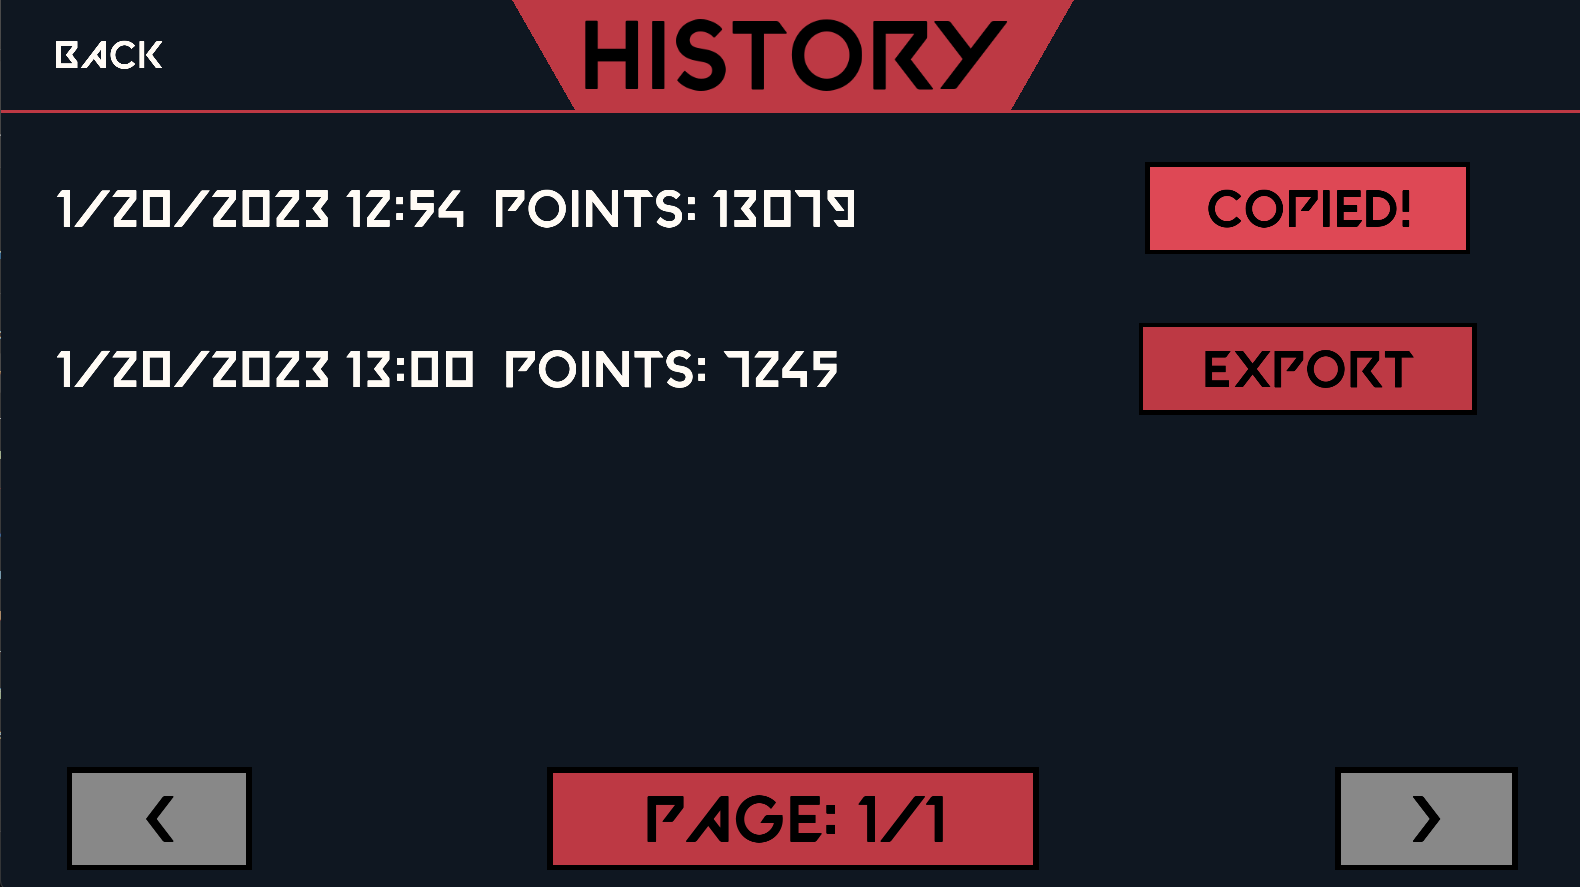 BACK
HISTORY
1/20/2023 12:54 POINTS: 13079
COPIED!
1/20/2023 13:00 POINTS: 7245
EXPORT
<
PAGE: 1/1
>